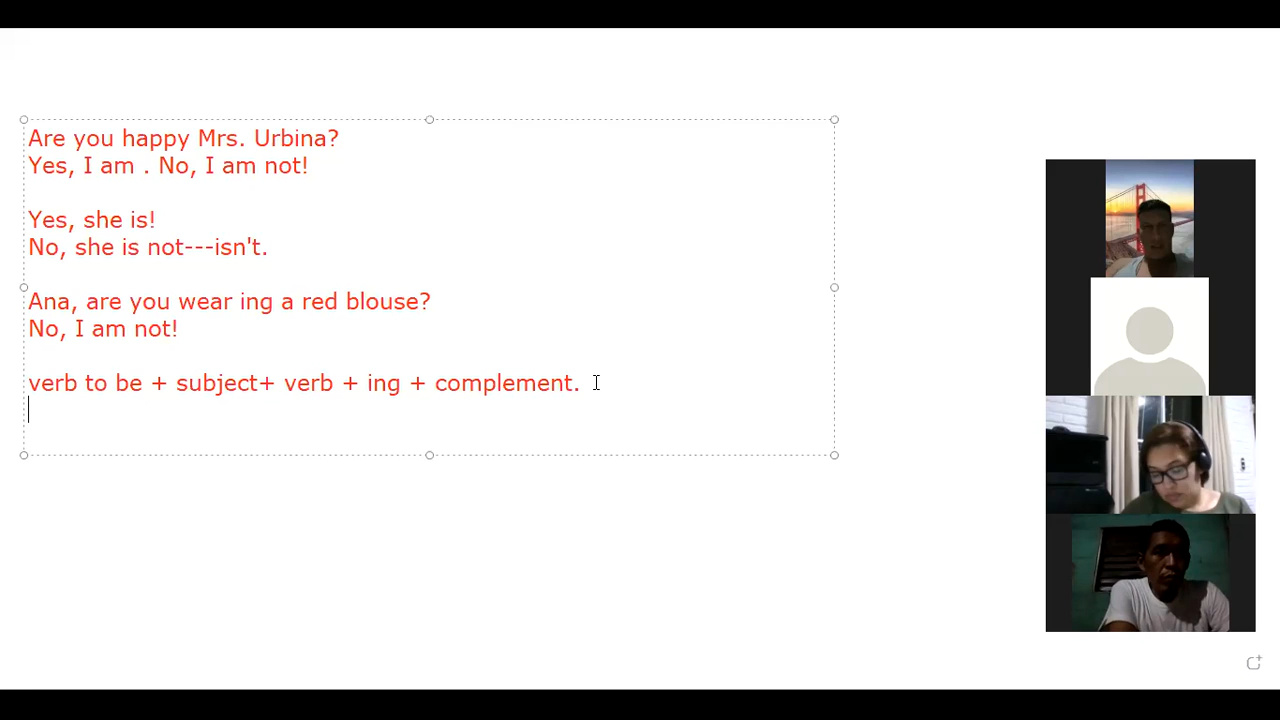 Are you happy Mrs. Urbina?
Yes, I am . No, I am not!
Yes, she is!
No, she is not---isn't.
Ana, are you wear ing a red blouse?
No, I am not!
verb to be + subject+ verb + ing + complement.